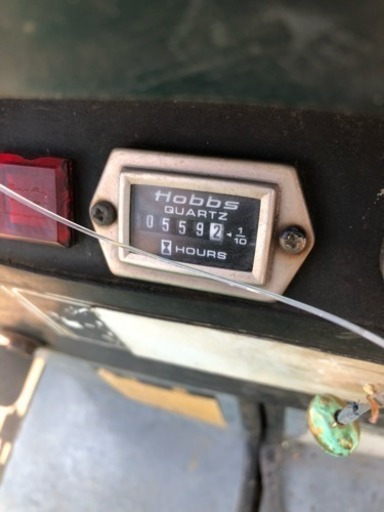 Hobbs
QUARTZ
05592 ◂ 1/10
HOURS